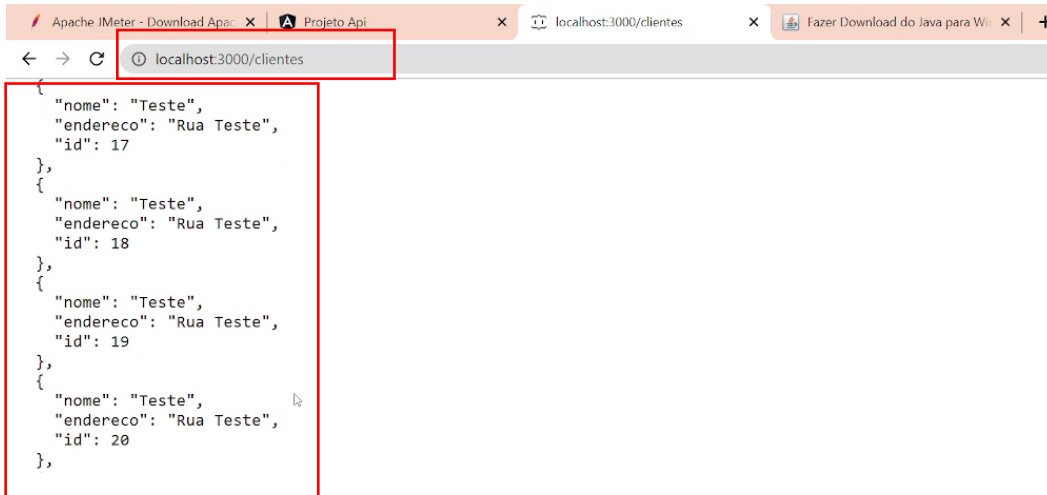 Apache JMeter - Download Apac
Projeto Api
localhost:3000/clientes
Fazer Download do Java para Wi
localhost:3000/clientes
{
"nome": "Teste",
"endereco": "Rua Teste",
"id": 17
},
{
"nome": "Teste",
"endereco": "Rua Teste",
"id": 18
},
{
"nome": "Teste",
"endereco": "Rua Teste",
"id": 19
},
{
"nome": "Teste",
"endereco": "Rua Teste",
"id": 20
},